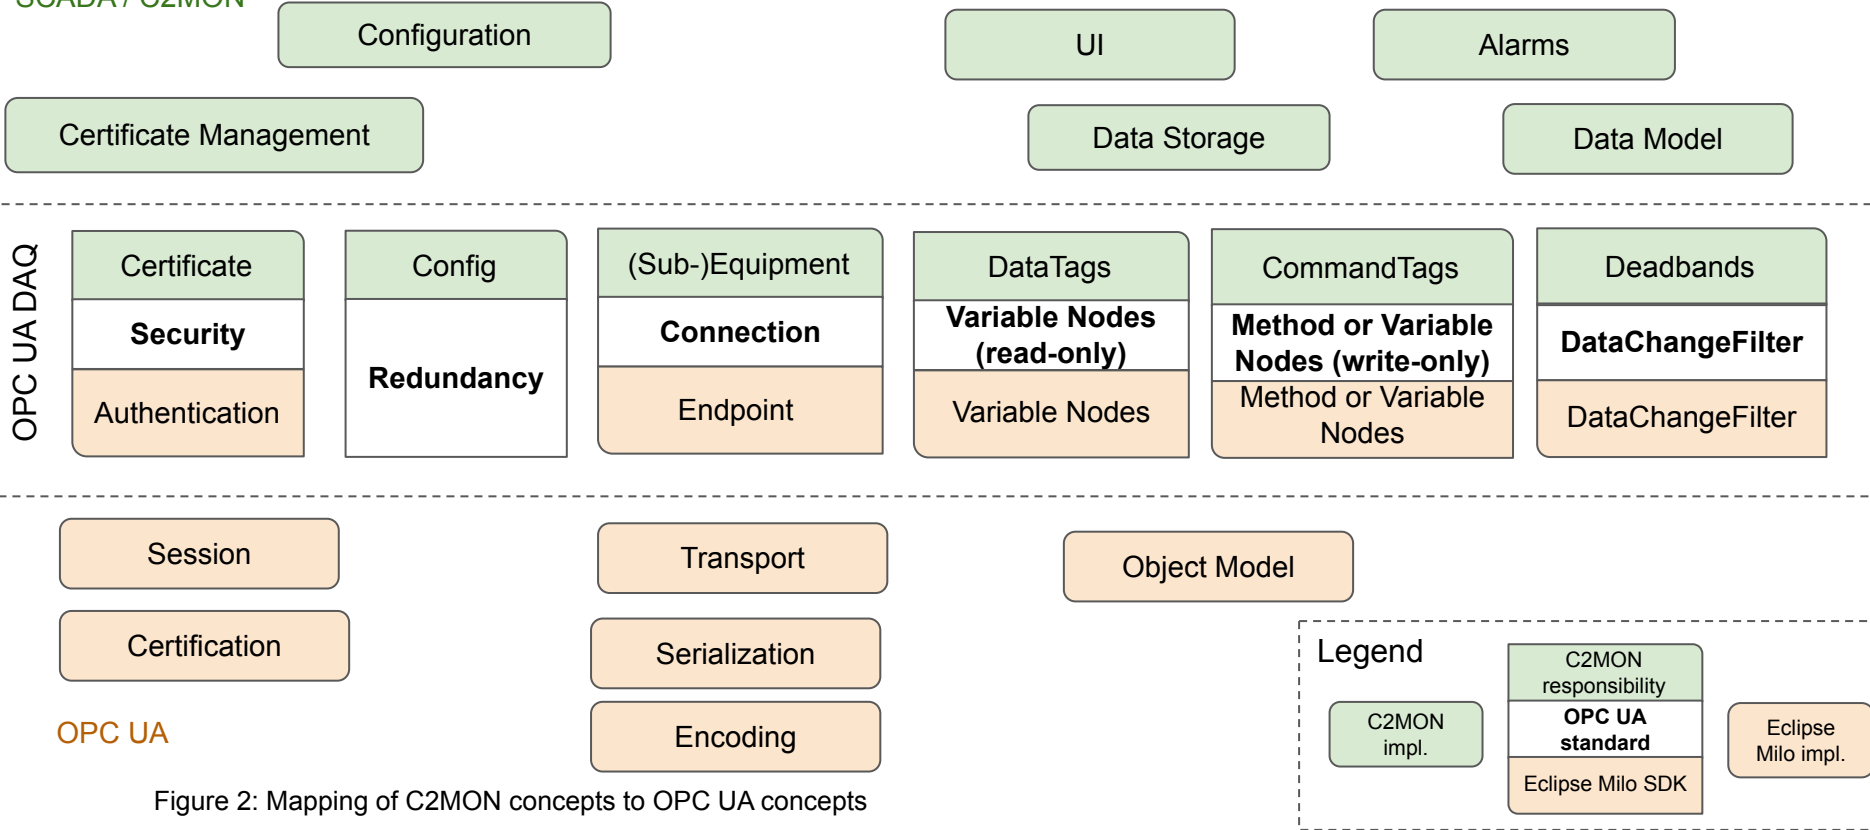 SCADA / C2MON
Configuration
UI
Alarms
Certificate Management
Data Storage
Data Model
OPC UA DAQ
Certificate
Security
Authentication
Config
Redundancy
(Sub-)Equipment
Connection
Endpoint
DataTags
Variable Nodes
(read-only)
Variable Nodes
CommandTags
Method or Variable
Nodes (write-only)
Method or Variable
Nodes
Deadbands
DataChangeFilter
DataChangeFilter
Session
Transport
Object Model
Certification
Serialization
OPC UA
Encoding
Legend
C2MON
impl.
C2MON
responsibility
OPC UA
standard
Eclipse Milo SDK
Eclipse
Milo impl.
Figure 2: Mapping of C2MON concepts to OPC UA concepts